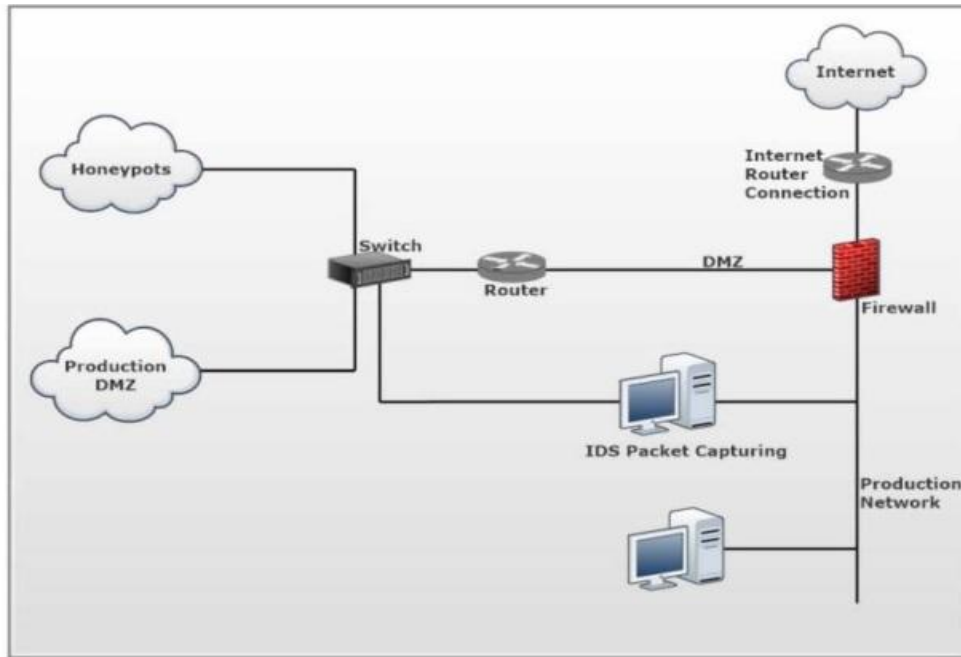 Internet
Internet
Router
Connection
Honeypots
Switch
Router
DMZ
Firewall
Production
DMZ
IDS Packet Capturing
Production
Network